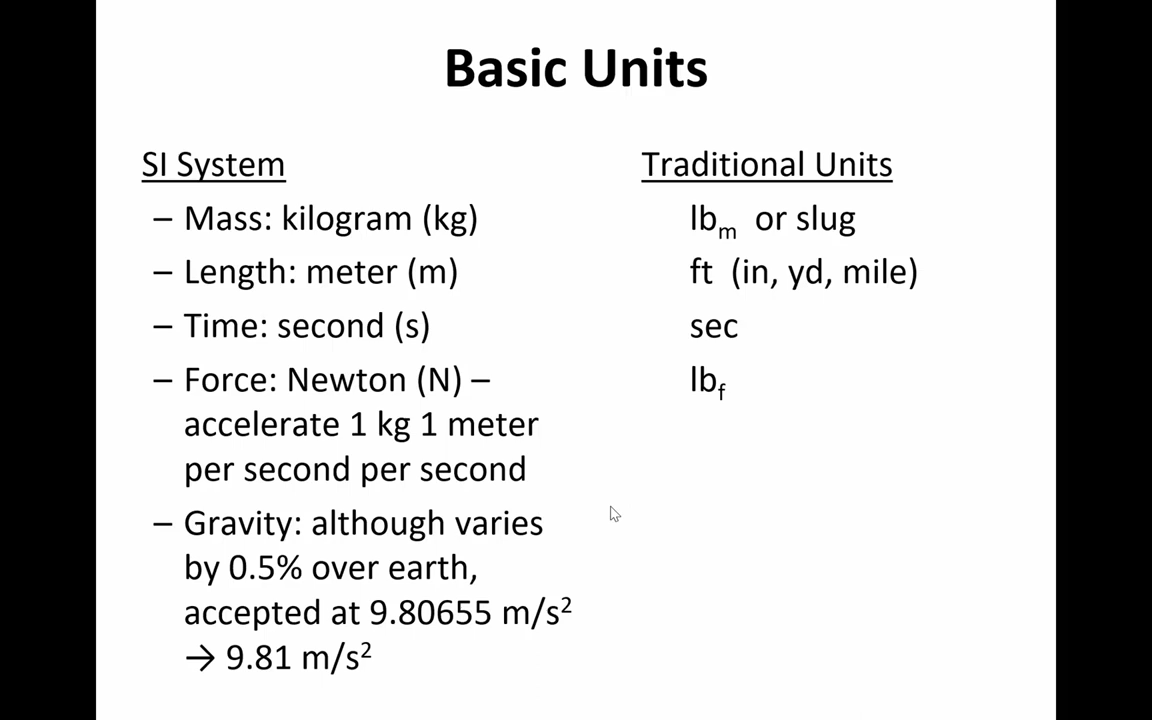 Basic Units
SI System
– Mass: kilogram (kg)
– Length: meter (m)
– Time: second (s)
– Force: Newton (N) –
accelerate 1 kg 1 meter
per second per second
– Gravity: although varies
by 0.5% over earth,
accepted at 9.80655 m/s²
→ 9.81 m/s²
Traditional Units
lbₘ or slug
ft (in, yd, mile)
sec
lb_f